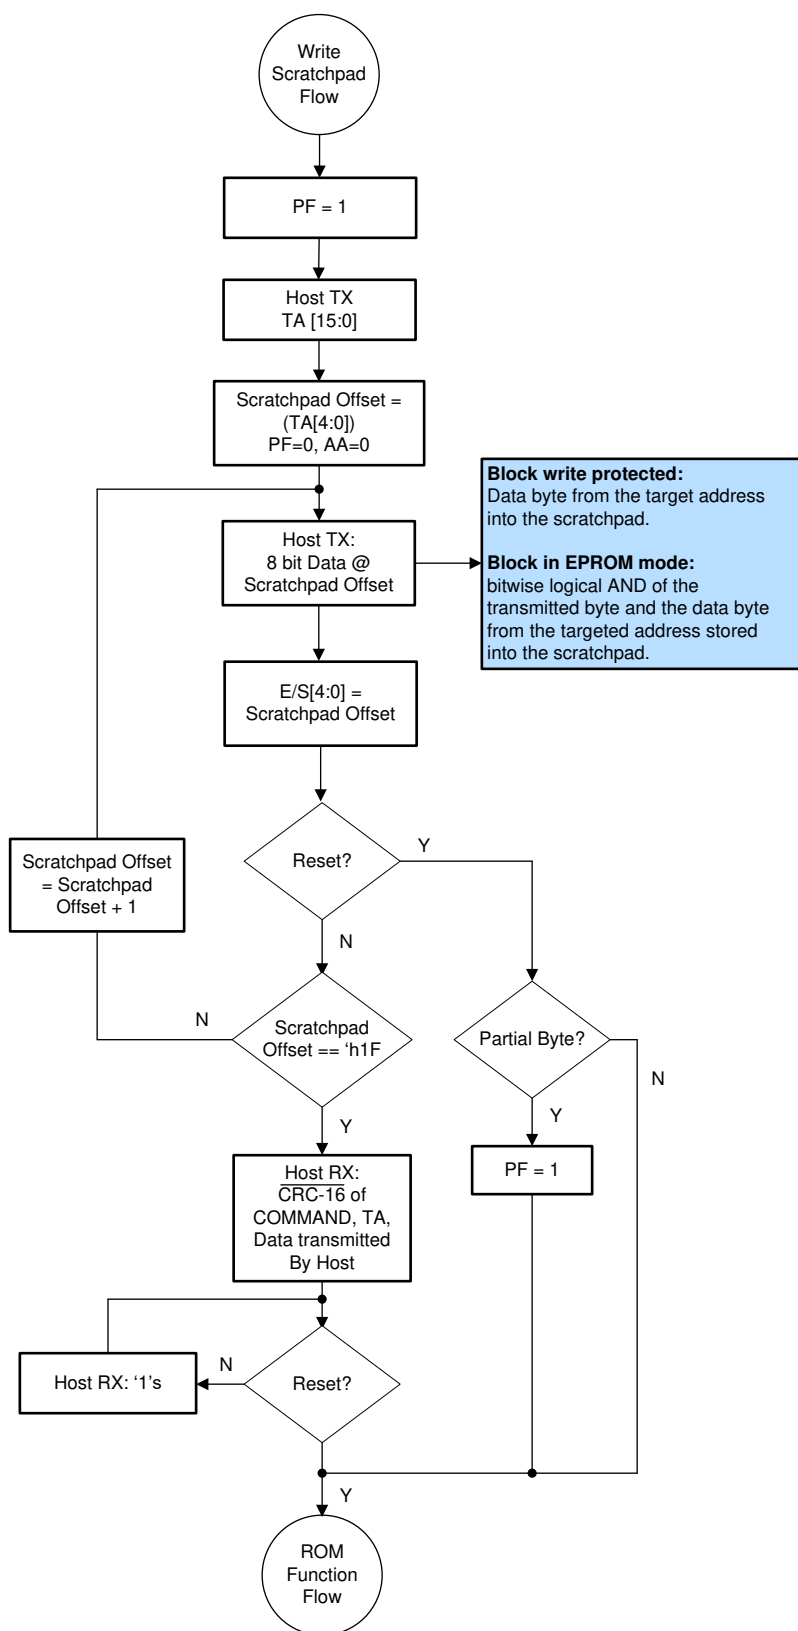 Write
Scratchpad
Flow
PF = 1
Host TX
TA [15:0]
Scratchpad Offset =
(TA[4:0])
PF=0, AA=0
Host TX:
8 bit Data @
Scratchpad Offset
Block write protected:
Data byte from the target address
into the scratchpad.
Block in EPROM mode:
bitwise logical AND of the
transmitted byte and the data byte
from the targeted address stored
into the scratchpad.
E/S[4:0] =
Scratchpad Offset
Reset?
Y
N
Scratchpad Offset
= Scratchpad
Offset + 1
N
Scratchpad
Offset == ‘h1F
Y
Partial Byte?
N
Y
PF = 1
Host RX:
CRC-16 of
COMMAND, TA,
Data transmitted
By Host
Host RX: ‘1’s
N
Reset?
Y
ROM
Function
Flow